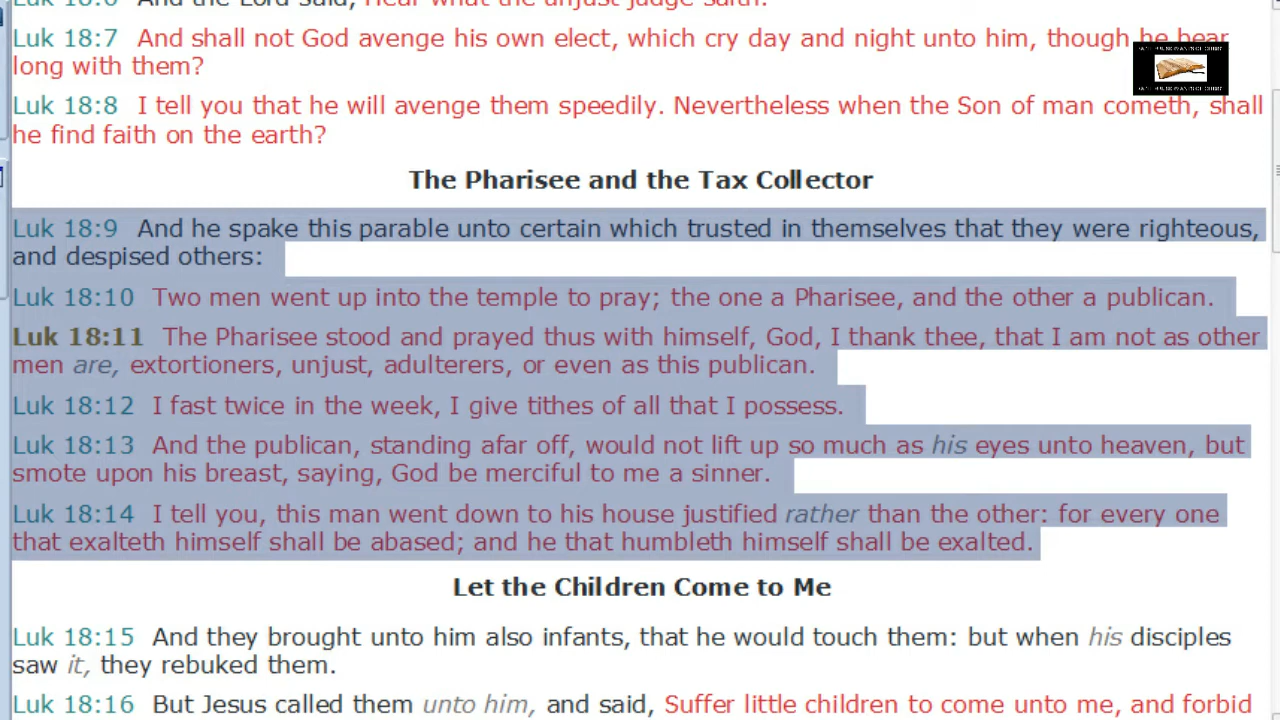 And the Lord said, Hear what the unjust judge saith.
Luk 18:7 And shall not God avenge his own elect, which cry day and night unto him, though he bear
long with them?
Luk 18:8 I tell you that he will avenge them speedily. Nevertheless when the Son of man cometh, shall
he find faith on the earth?
The Pharisee and the Tax Collector
Luk 18:9 And he spake this parable unto certain which trusted in themselves that they were righteous,
and despised others:
Luk 18:10 Two men went up into the temple to pray; the one a Pharisee, and the other a publican.
Luk 18:11 The Pharisee stood and prayed thus with himself, God, I thank thee, that I am not as other
men are, extortioners, unjust, adulterers, or even as this publican.
Luk 18:12 I fast twice in the week, I give tithes of all that I possess.
Luk 18:13 And the publican, standing afar off, would not lift up so much as his eyes unto heaven, but
smote upon his breast, saying, God be merciful to me a sinner.
Luk 18:14 I tell you, this man went down to his house justified rather than the other: for every one
that exalteth himself shall be abased; and he that humbleth himself shall be exalted.
Let the Children Come to Me
Luk 18:15 And they brought unto him also infants, that he would touch them: but when his disciples
saw it, they rebuked them.
Luk 18:16 But Jesus called them unto him, and said, Suffer little children to come unto me, and forbid